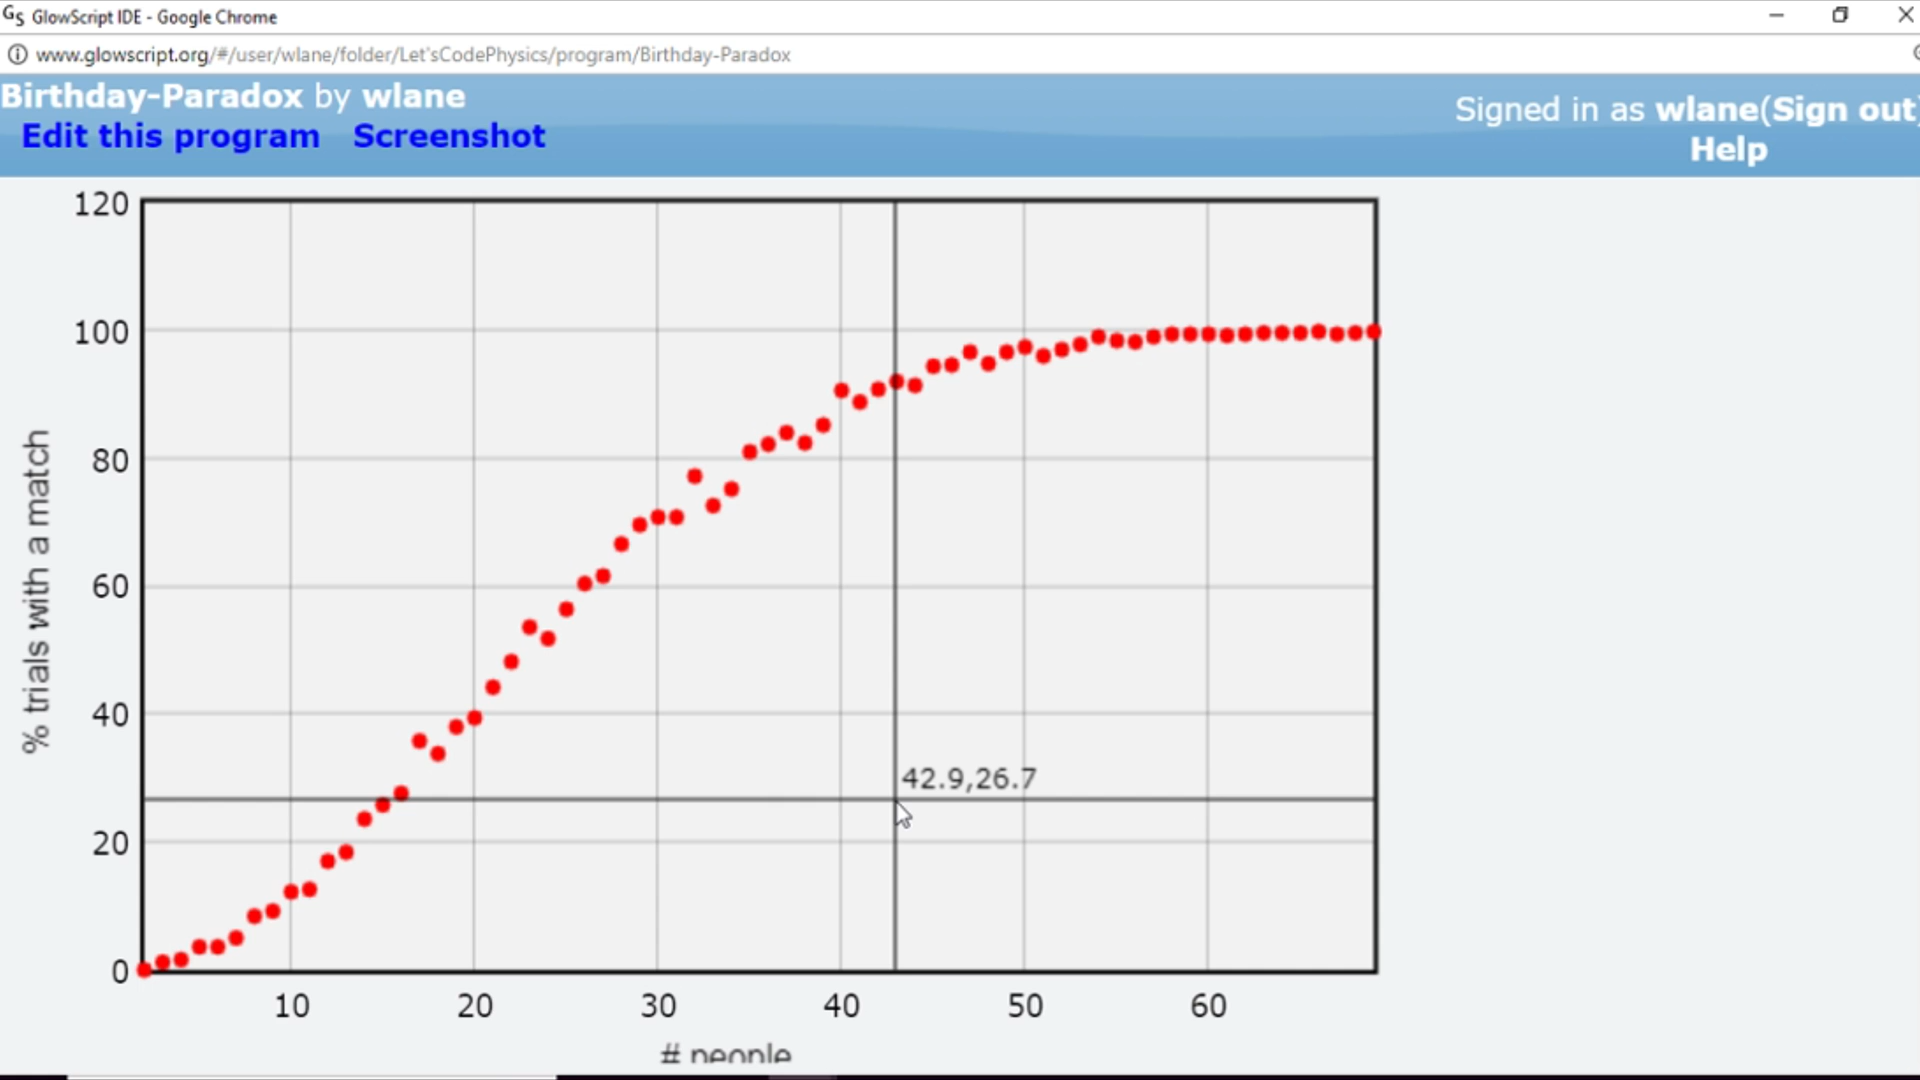 GlowScript IDE - Google Chrome
www.glowscript.org/#/user/wlane/folder/Let'sCodePhysics/program/Birthday-Paradox
Birthday-Paradox by wlane
Signed in as wlane(Sign out)
Edit this program Screenshot
Help
120
100
80
60
40
20
0
% trials with a match
42.9,26.7
10 20 30 40 50 60
# people